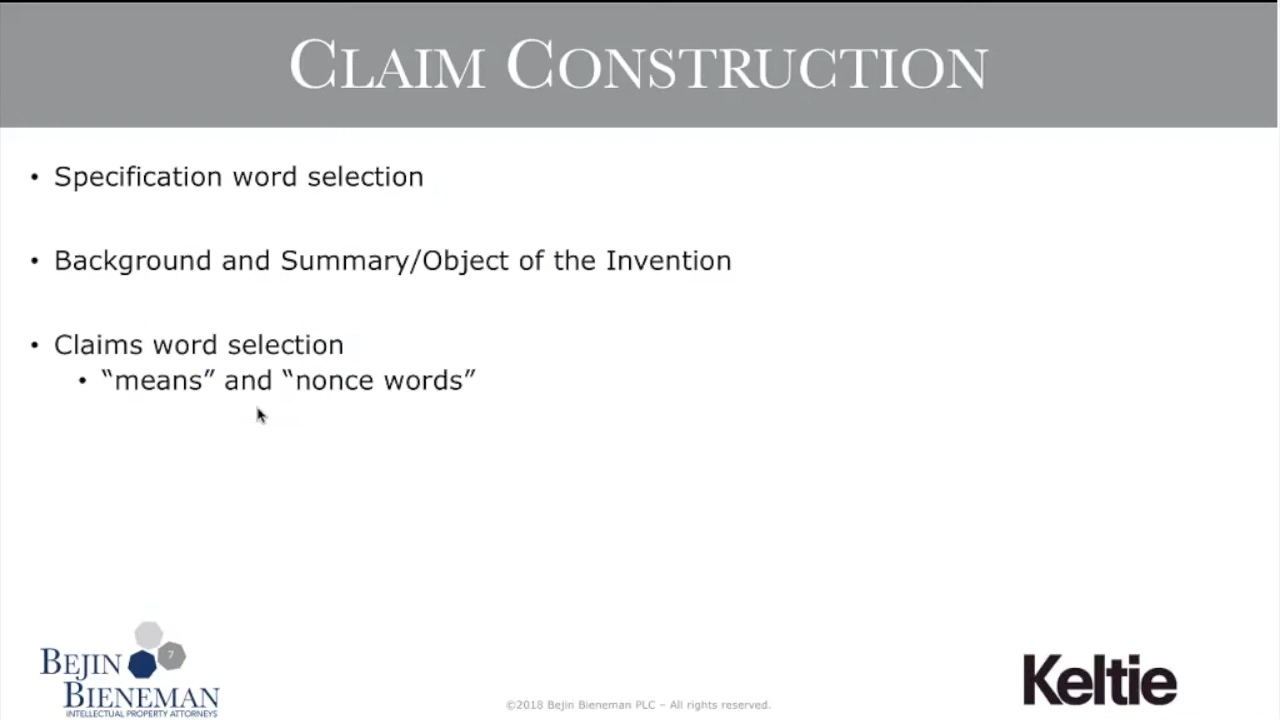 CLAIM CONSTRUCTION
• Specification word selection
• Background and Summary/Object of the Invention
• Claims word selection
• “means” and “nonce words”
7
BEJIN
BIENEMAN
INTELLECTUAL PROPERTY ATTORNEYS
©2018 Bejin Bieneman PLC – All rights reserved.
Keltie